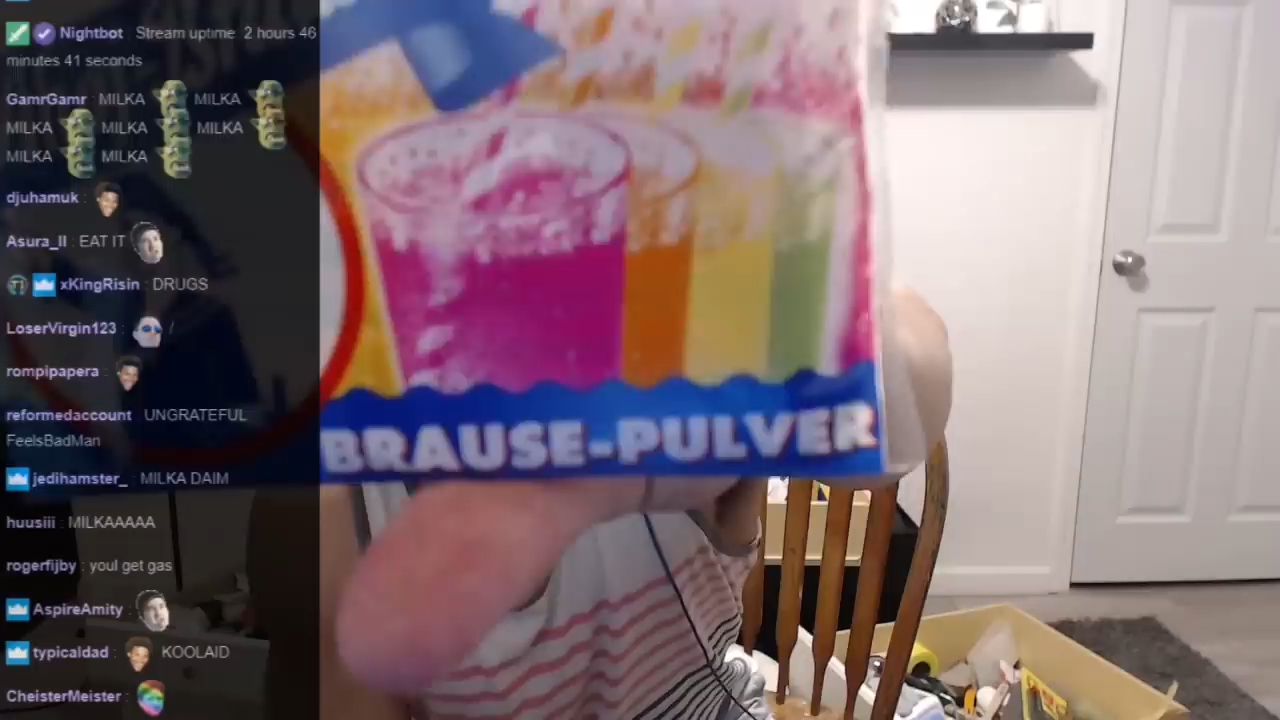 Nightbot Stream uptime 2 hours 46
minutes 41 seconds
GamrGamr : MILKA MILKA
MILKA MILKA MILKA
MILKA MILKA
djuhamuk :
Asura_II : EAT IT
xKingRisin : DRUGS
LoserVirgin123 : /
rompipapera :
reformedaccount : UNGRATEFUL
FeelsBadMan
jedihamster_ : MILKA DAIM
huusiii : MILKAAAAA
rogerfijby : youl get gas
AspireAmity :
typicaldad : KOOLAID
CheisterMeister :
BRAUSE-PULVER